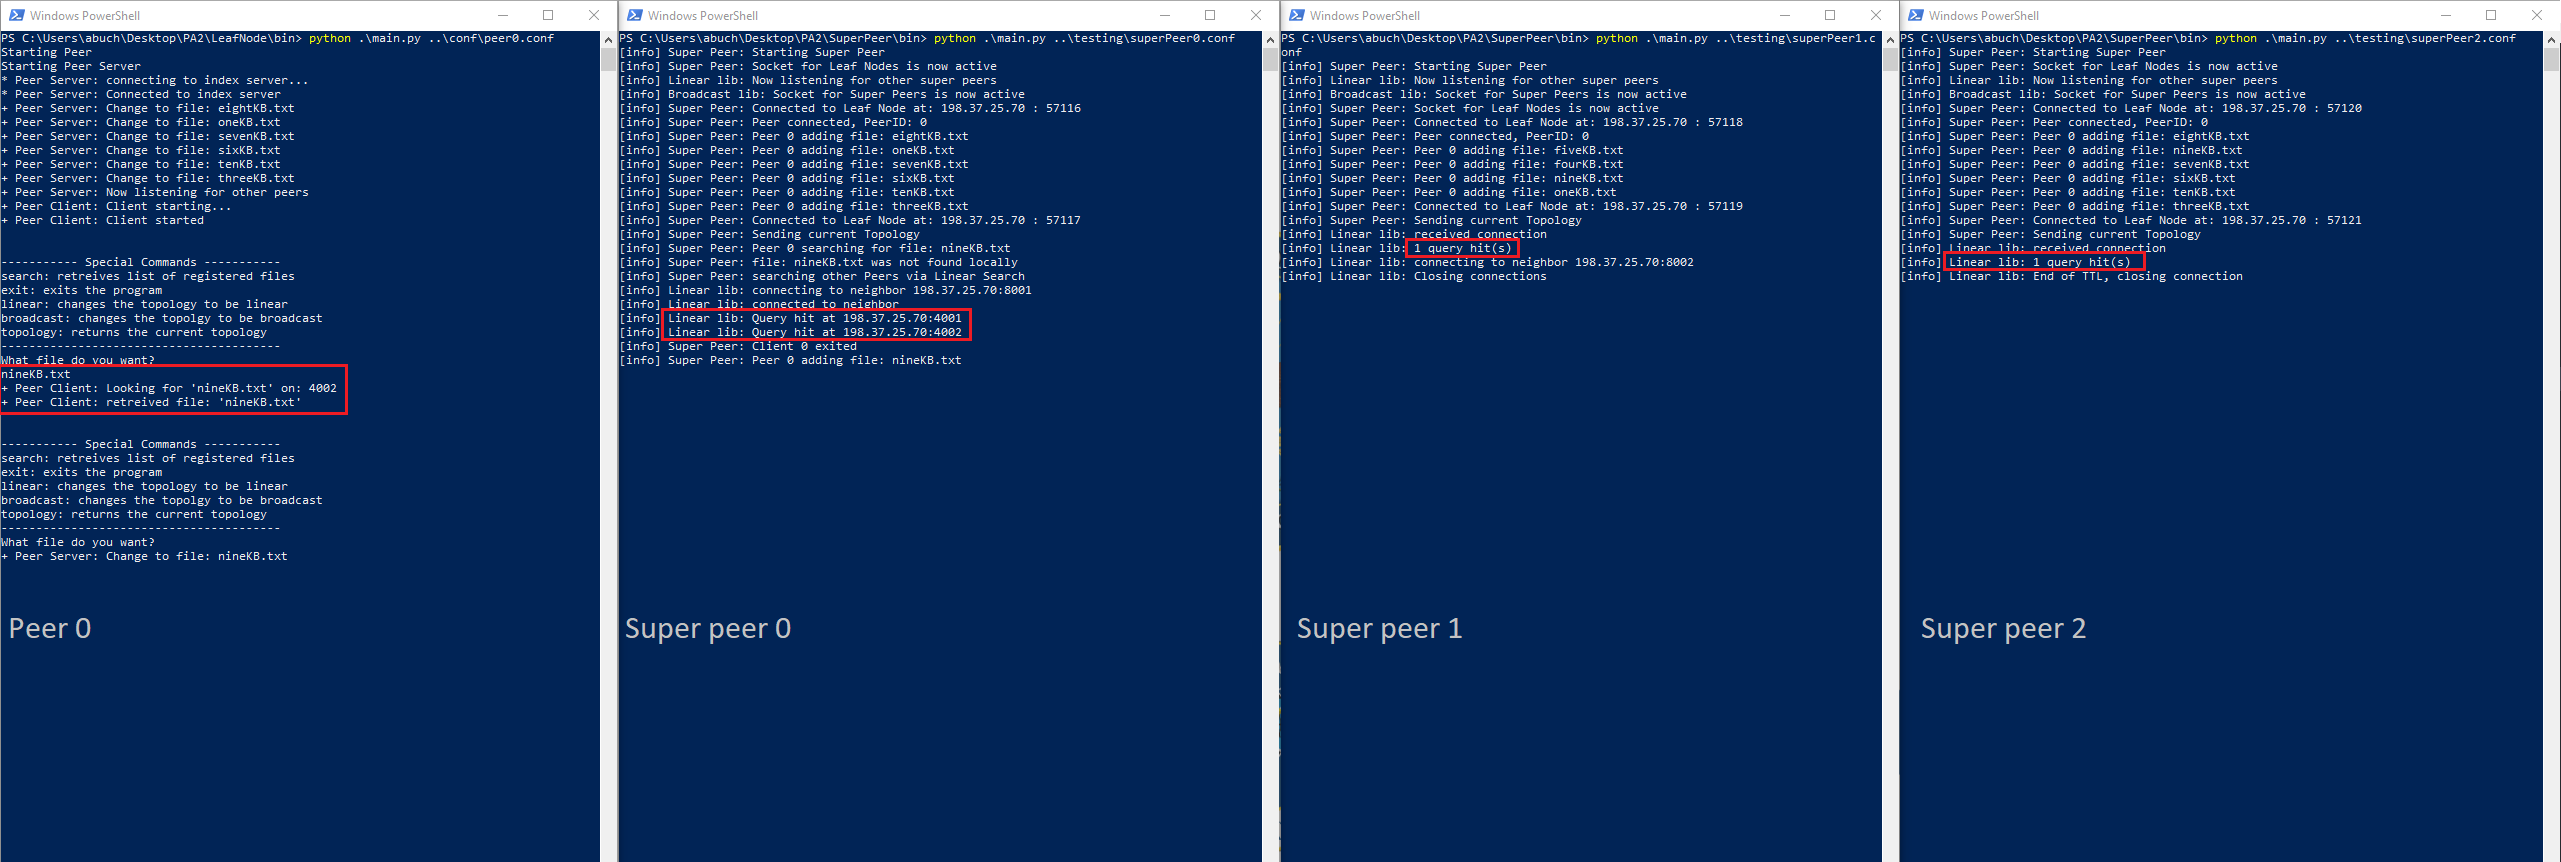 Windows PowerShell
PS C:\Users\abuch\Desktop\PA2\LeafNode\bin> python .\main.py ..\conf\peer0.conf
Starting Peer
Starting Peer Server
* Peer Server: connecting to index server...
* Peer Server: Connected to index server
+ Peer Server: Change to file: eightKB.txt
+ Peer Server: Change to file: oneKB.txt
+ Peer Server: Change to file: sevenKB.txt
+ Peer Server: Change to file: sixKB.txt
+ Peer Server: Change to file: tenKB.txt
+ Peer Server: Change to file: threeKB.txt
+ Peer Server: Now listening for other peers
+ Peer Client: Client starting...
+ Peer Client: Client started
----------- Special Commands -----------
search: retreives list of registered files
exit: exits the program
linear: changes the topology to be linear
broadcast: changes the topolgy to be broadcast
topology: returns the current topology
----------------------------------------
What file do you want?
nineKB.txt
+ Peer Client: Looking for 'nineKB.txt' on: 4002
+ Peer Client: retreived file: 'nineKB.txt'
----------- Special Commands -----------
search: retreives list of registered files
exit: exits the program
linear: changes the topology to be linear
broadcast: changes the topolgy to be broadcast
topology: returns the current topology
----------------------------------------
What file do you want?
+ Peer Server: Change to file: nineKB.txt
Peer 0
Windows PowerShell
PS C:\Users\abuch\Desktop\PA2\SuperPeer\bin> python .\main.py ..\testing\superPeer0.conf
[info] Super Peer: Starting Super Peer
[info] Super Peer: Socket for Leaf Nodes is now active
[info] Linear lib: Now listening for other super peers
[info] Broadcast lib: Socket for Super Peers is now active
[info] Super Peer: Connected to Leaf Node at: 198.37.25.70 : 57116
[info] Super Peer: Peer connected, PeerID: 0
[info] Super Peer: Peer 0 adding file: eightKB.txt
[info] Super Peer: Peer 0 adding file: oneKB.txt
[info] Super Peer: Peer 0 adding file: sevenKB.txt
[info] Super Peer: Peer 0 adding file: sixKB.txt
[info] Super Peer: Peer 0 adding file: tenKB.txt
[info] Super Peer: Peer 0 adding file: threeKB.txt
[info] Super Peer: Connected to Leaf Node at: 198.37.25.70 : 57117
[info] Super Peer: Sending current Topology
[info] Super Peer: Peer 0 searching for file: nineKB.txt
[info] Super Peer: file: nineKB.txt was not found locally
[info] Super Peer: searching other Peers via Linear Search
[info] Linear lib: connecting to neighbor 198.37.25.70:8001
[info] Linear lib: connected to neighbor
[info] Linear lib: Query hit at 198.37.25.70:4001
[info] Linear lib: Query hit at 198.37.25.70:4002
[info] Super Peer: Client 0 exited
[info] Super Peer: Peer 0 adding file: nineKB.txt
Super peer 0
Windows PowerShell
PS C:\Users\abuch\Desktop\PA2\SuperPeer\bin> python .\main.py ..\testing\superPeer1.c
onf
[info] Super Peer: Starting Super Peer
[info] Linear lib: Now listening for other super peers
[info] Broadcast lib: Socket for Super Peers is now active
[info] Super Peer: Socket for Leaf Nodes is now active
[info] Super Peer: Connected to Leaf Node at: 198.37.25.70 : 57118
[info] Super Peer: Peer connected, PeerID: 0
[info] Super Peer: Peer 0 adding file: fiveKB.txt
[info] Super Peer: Peer 0 adding file: fourKB.txt
[info] Super Peer: Peer 0 adding file: nineKB.txt
[info] Super Peer: Peer 0 adding file: oneKB.txt
[info] Super Peer: Connected to Leaf Node at: 198.37.25.70 : 57119
[info] Super Peer: Sending current Topology
[info] Linear lib: received connection
[info] Linear lib: 1 query hit(s)
[info] Linear lib: connecting to neighbor 198.37.25.70:8002
[info] Linear lib: Closing connections
Super peer 1
Windows PowerShell
PS C:\Users\abuch\Desktop\PA2\SuperPeer\bin> python .\main.py ..\testing\superPeer2.conf
[info] Super Peer: Starting Super Peer
[info] Super Peer: Socket for Leaf Nodes is now active
[info] Linear lib: Now listening for other super peers
[info] Broadcast lib: Socket for Super Peers is now active
[info] Super Peer: Connected to Leaf Node at: 198.37.25.70 : 57120
[info] Super Peer: Peer connected, PeerID: 0
[info] Super Peer: Peer 0 adding file: eightKB.txt
[info] Super Peer: Peer 0 adding file: nineKB.txt
[info] Super Peer: Peer 0 adding file: sevenKB.txt
[info] Super Peer: Peer 0 adding file: sixKB.txt
[info] Super Peer: Peer 0 adding file: tenKB.txt
[info] Super Peer: Peer 0 adding file: threeKB.txt
[info] Super Peer: Connected to Leaf Node at: 198.37.25.70 : 57121
[info] Super Peer: Sending current Topology
[info] Linear lib: received connection
[info] Linear lib: 1 query hit(s)
[info] Linear lib: End of TTL, closing connection
Super peer 2